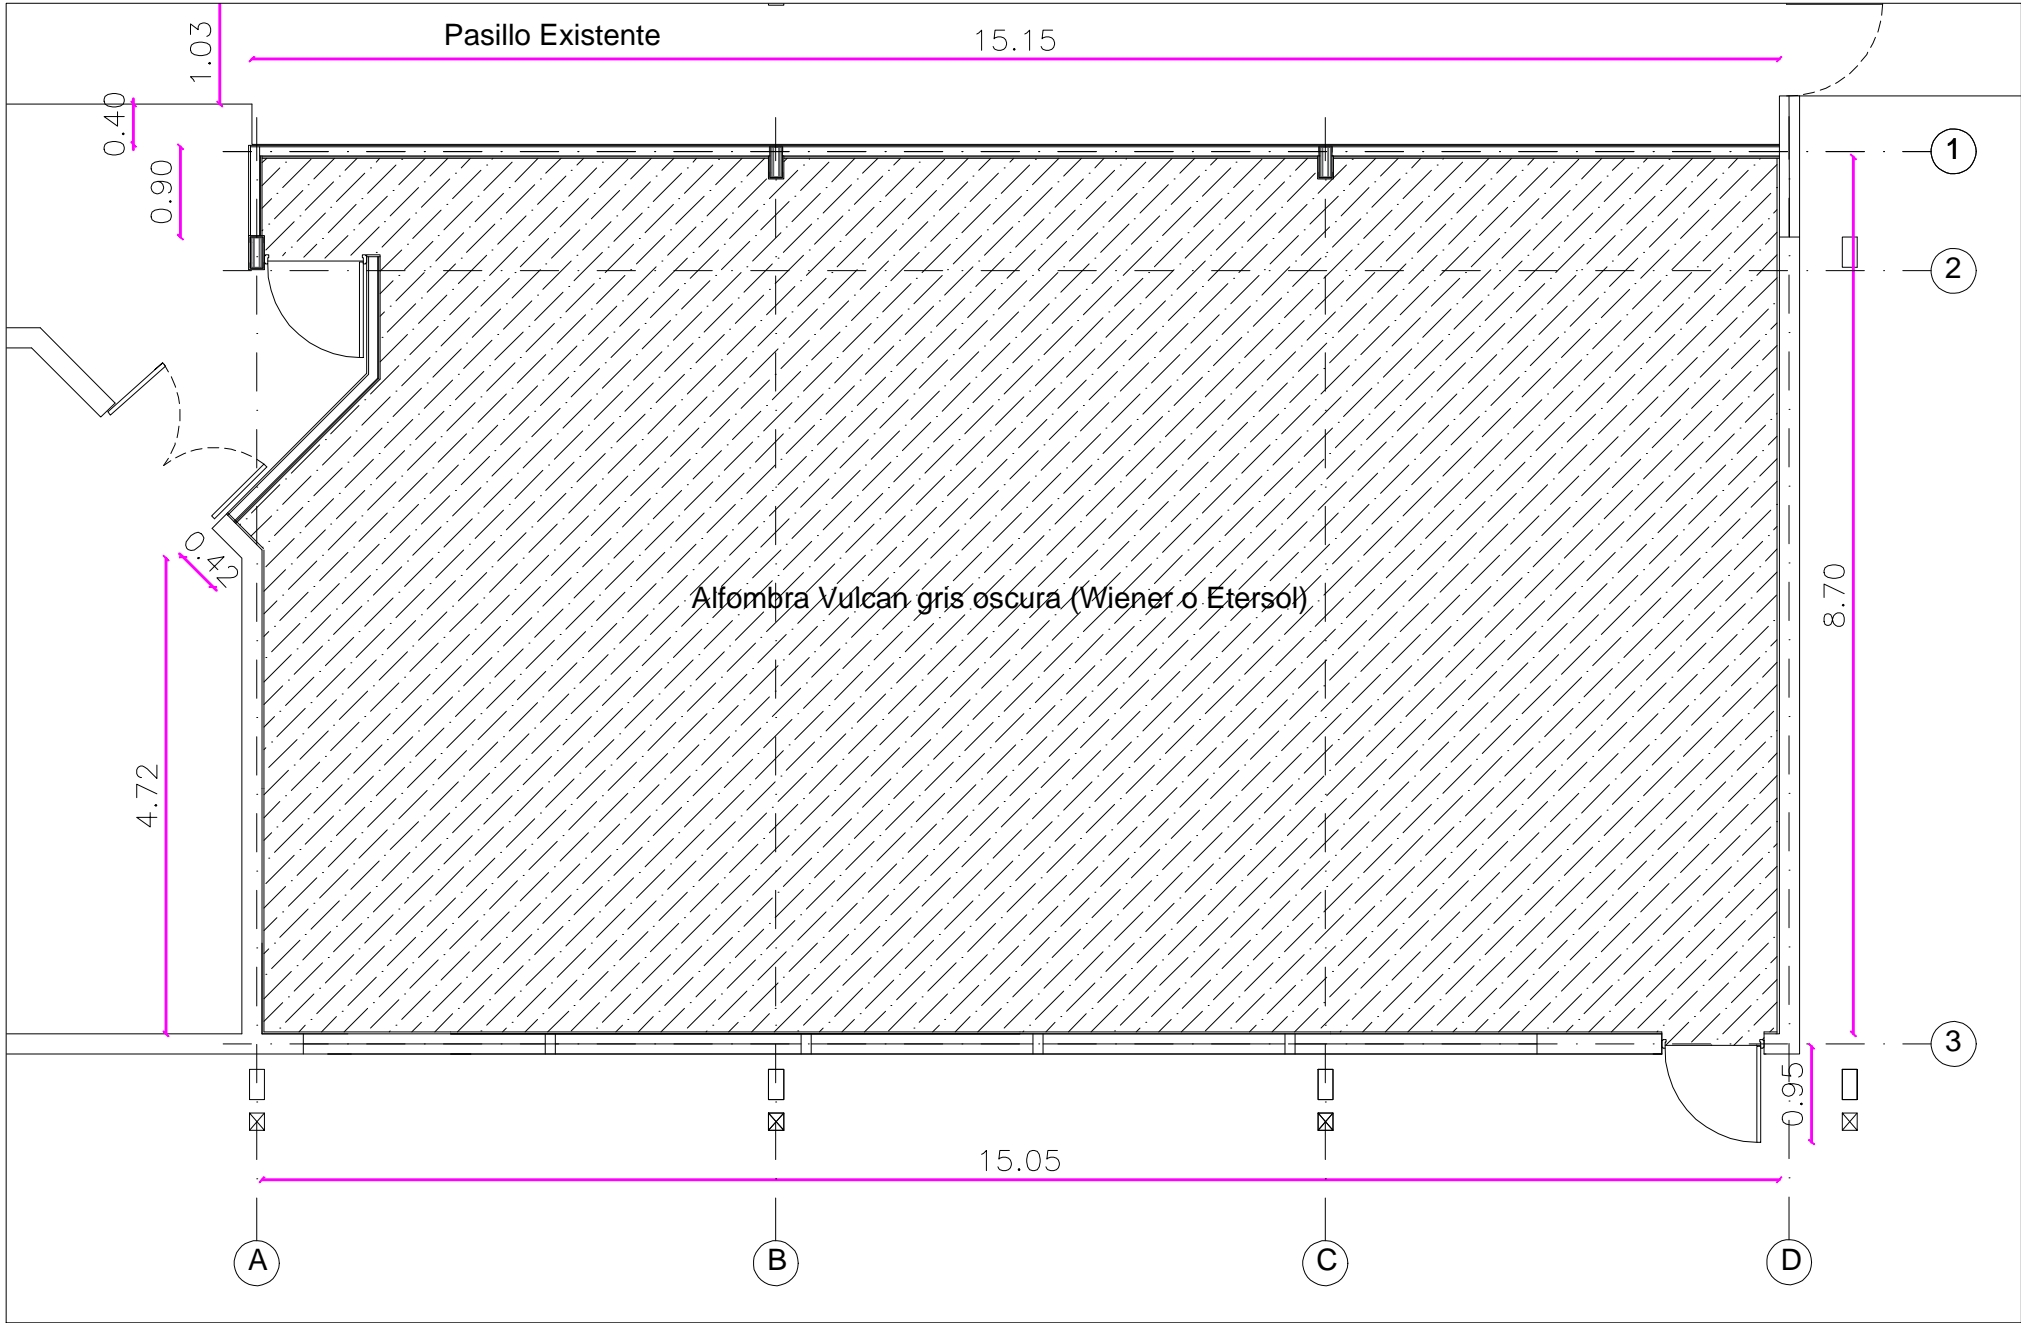 1.03
Pasillo Existente
15.15
0.40
0.90
1
2
0.42
Alfombra Vulcan gris oscura (Wiener o Etersol)
8.70
4.72
3
0.95
15.05
A
B
C
D